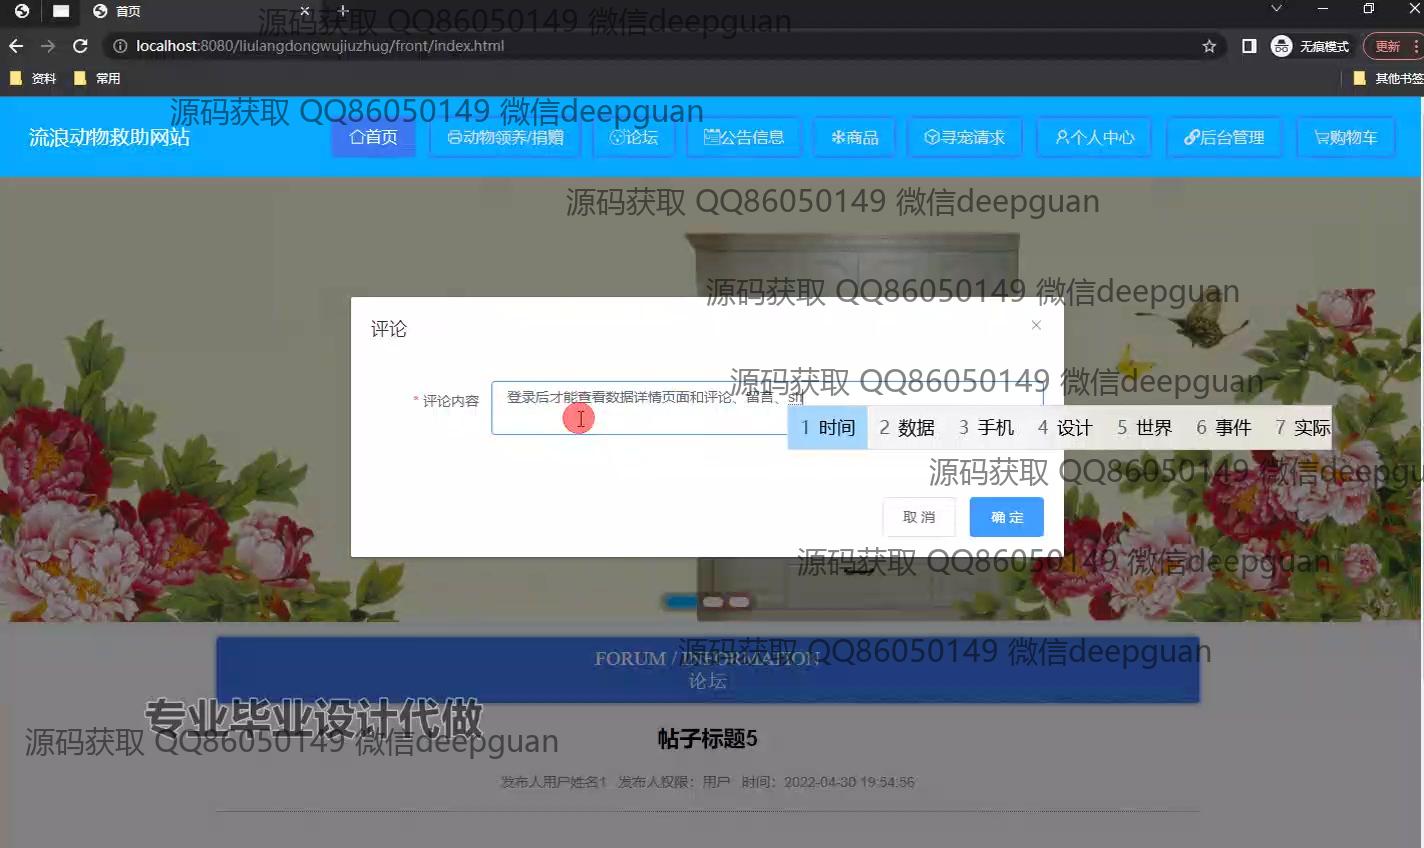 首页
源码获取 QQ86050149 微信deepguan
localhost:8080/liulangdongwujiuzhug/front/index.html
无痕模式
更新
资料
常用
其他书签
源码获取 QQ86050149 微信deepguan
流浪动物救助网站
首页
动物领养/捐赠
论坛
公告信息
商品
寻宠请求
个人中心
后台管理
购物车
源码获取 QQ86050149 微信deepguan
源码获取 QQ86050149 微信deepguan
评论
源码获取 QQ86050149 微信deepguan
* 评论内容
登录后才能查看数据详情页面和评论、留言、sh
1 时间 2 数据 3 手机 4 设计 5 世界 6 事件 7 实际
源码获取 QQ86050149 微信deepgu
取 消
确 定
源码获取 QQ86050149 微信deepguan
源码获取 QQ86050149 微信deepguan
FORUM / INFORMATION
论坛
专业毕业设计代做
源码获取 QQ86050149 微信deepguan
帖子标题5
发布人用户姓名1 发布人权限：用户 时间：2022-04-30 19:54:56